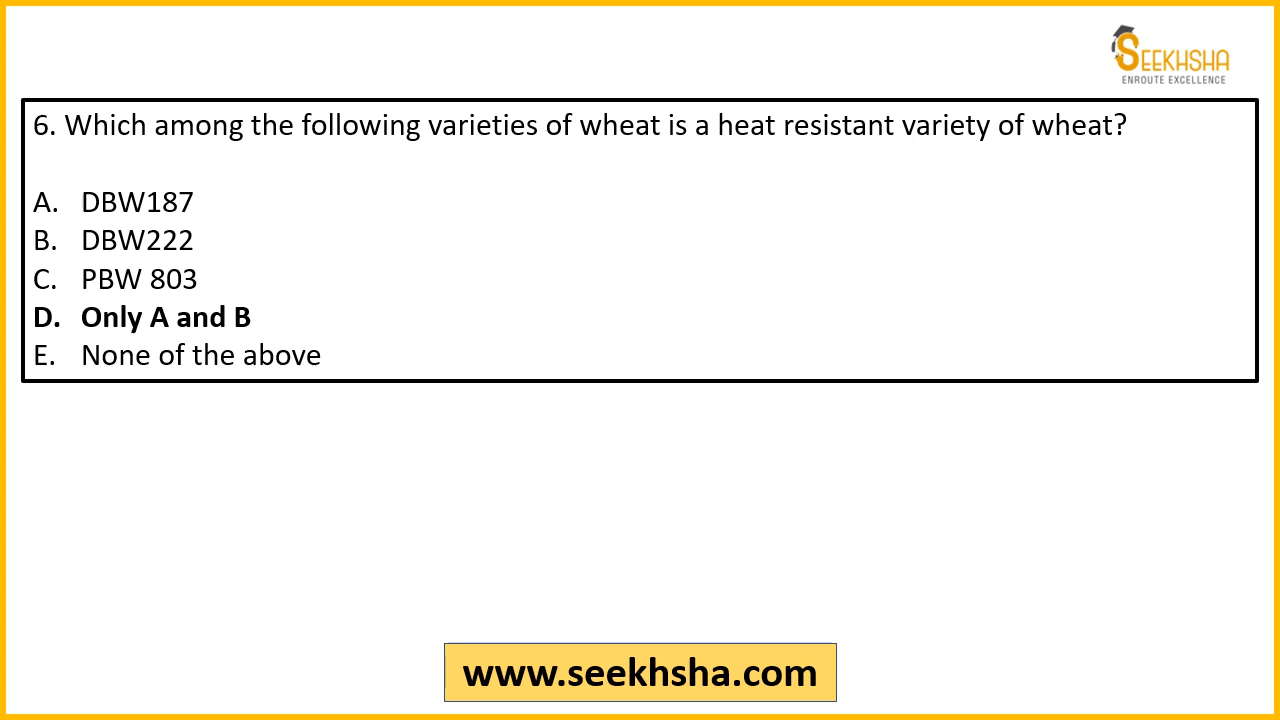 SEEKHSHA
ENROUTE EXCELLENCE
6. Which among the following varieties of wheat is a heat resistant variety of wheat?
A. DBW187
B. DBW222
C. PBW 803
D. Only A and B
E. None of the above
www.seekhsha.com